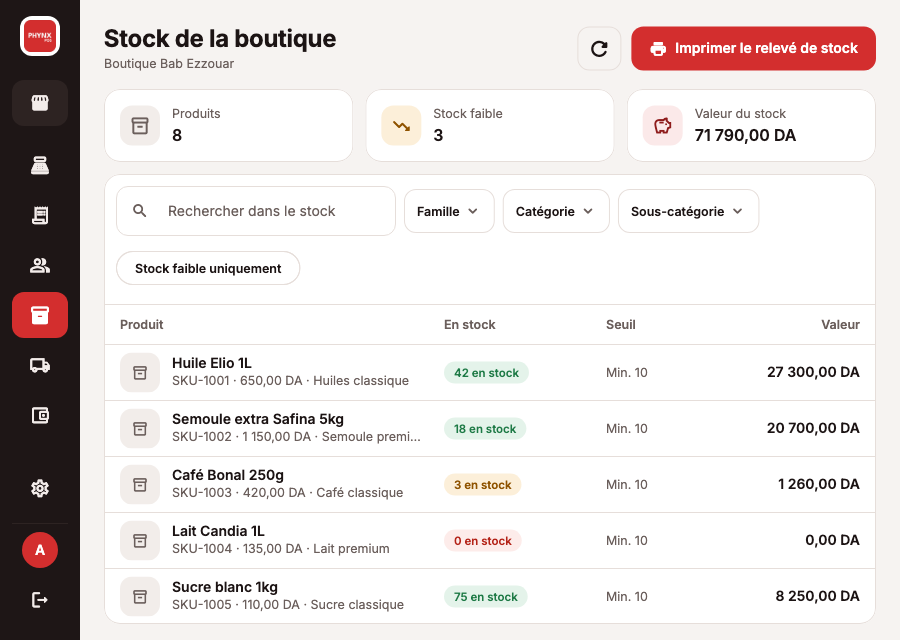 PHYNX
POS
Stock de la boutique
Boutique Bab Ezzouar
Imprimer le relevé de stock
Produits
8
Stock faible
3
Valeur du stock
71 790,00 DA
Rechercher dans le stock
Famille
Catégorie
Sous-catégorie
Stock faible uniquement
Produit En stock Seuil Valeur
Huile Elio 1L
SKU-1001 · 650,00 DA · Huiles classique
42 en stock
Min. 10
27 300,00 DA
Semoule extra Safina 5kg
SKU-1002 · 1 150,00 DA · Semoule premi...
18 en stock
Min. 10
20 700,00 DA
Café Bonal 250g
SKU-1003 · 420,00 DA · Café classique
3 en stock
Min. 10
1 260,00 DA
Lait Candia 1L
SKU-1004 · 135,00 DA · Lait premium
0 en stock
Min. 10
0,00 DA
Sucre blanc 1kg
SKU-1005 · 110,00 DA · Sucre classique
75 en stock
Min. 10
8 250,00 DA
A